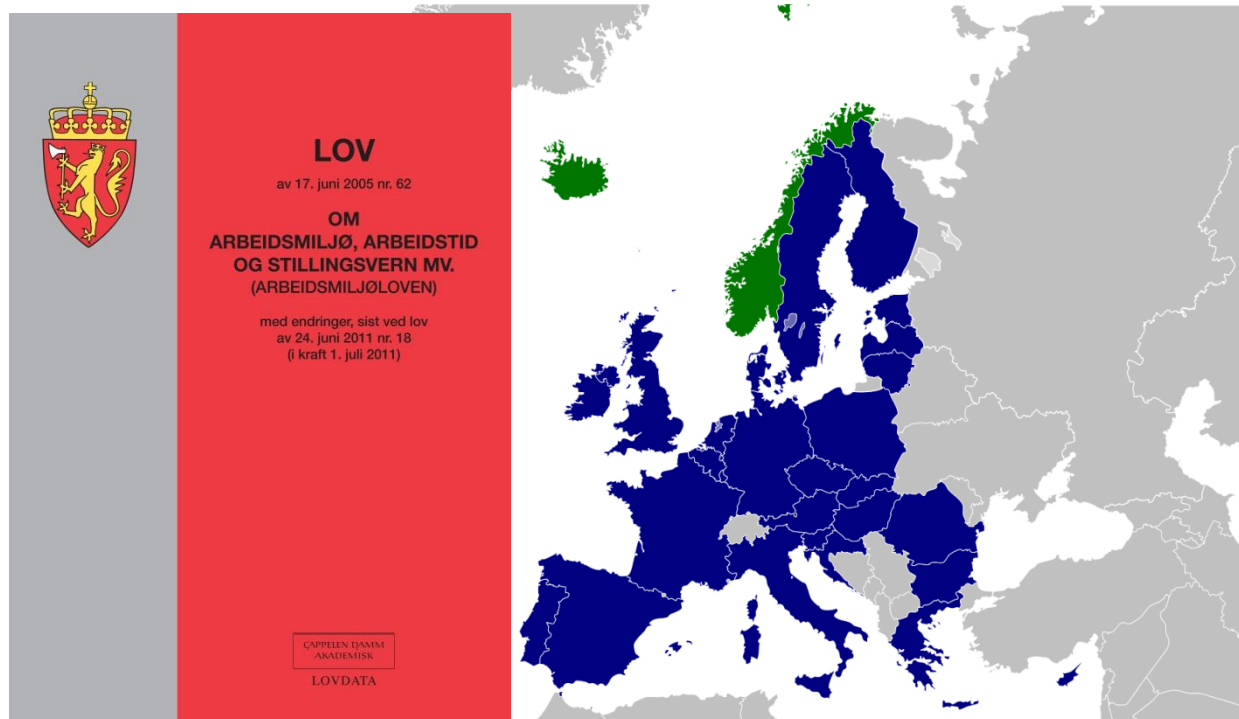 LOV
av 17. juni 2005 nr. 62
OM
ARBEIDSMILJØ, ARBEIDSTID
OG STILLINGSVERN MV.
(ARBEIDSMILJØLOVEN)
med endringer, sist ved lov
av 24. juni 2011 nr. 18
(i kraft 1. juli 2011)
CAPPELEN DAMM
AKADEMISK
LOVDATA